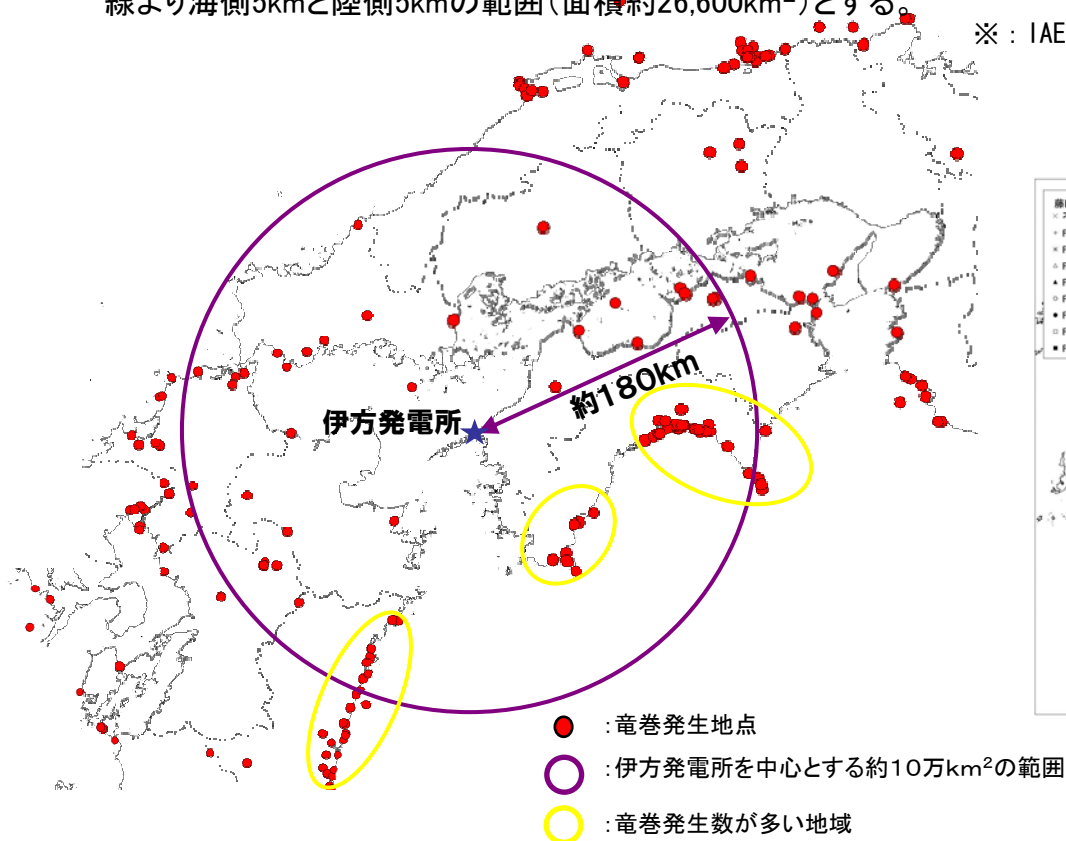 線より海側5kmと陸側5kmの範囲(面積約26,600km²)とする。
※：IAE
伊方発電所
約180km
：竜巻発生地点
：伊方発電所を中心とする約10万km²の範囲
：竜巻発生数が多い地域